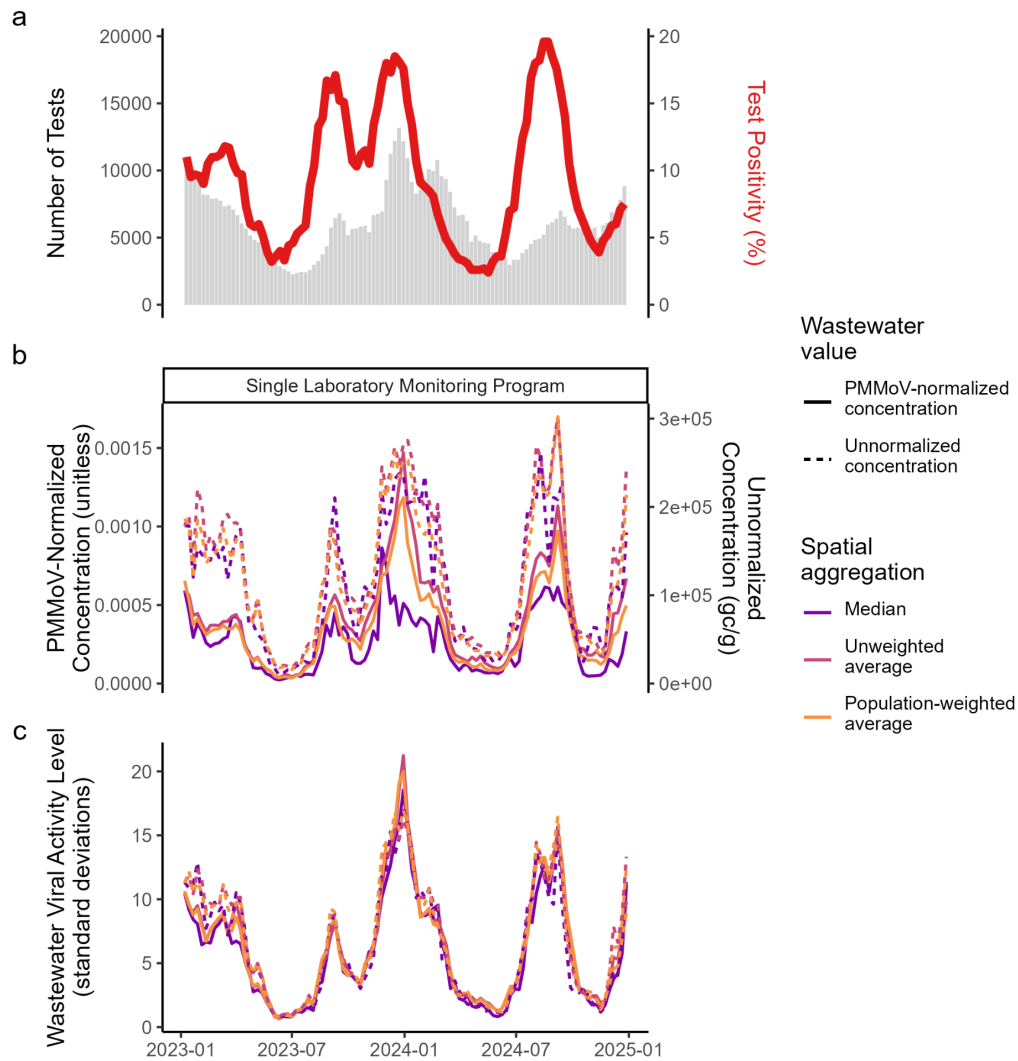 a
20000
15000
10000
5000
0
Number of Tests
20
15
10
5
0
Test Positivity (%)
b
Single Laboratory Monitoring Program
0.0015
0.0010
0.0005
0.0000
PMMoV-Normalized
Concentration (unitless)
3e+05
2e+05
1e+05
0e+00
Unnormalized
Concentration (gc/g)
c
20
15
10
5
0
Wastewater Viral Activity Level
(standard deviations)
2023-01
2023-07
2024-01
2024-07
2025-01
Wastewater
value
PMMoV-normalized
concentration
Unnormalized
concentration
Spatial
aggregation
Median
Unweighted
average
Population-weighted
average